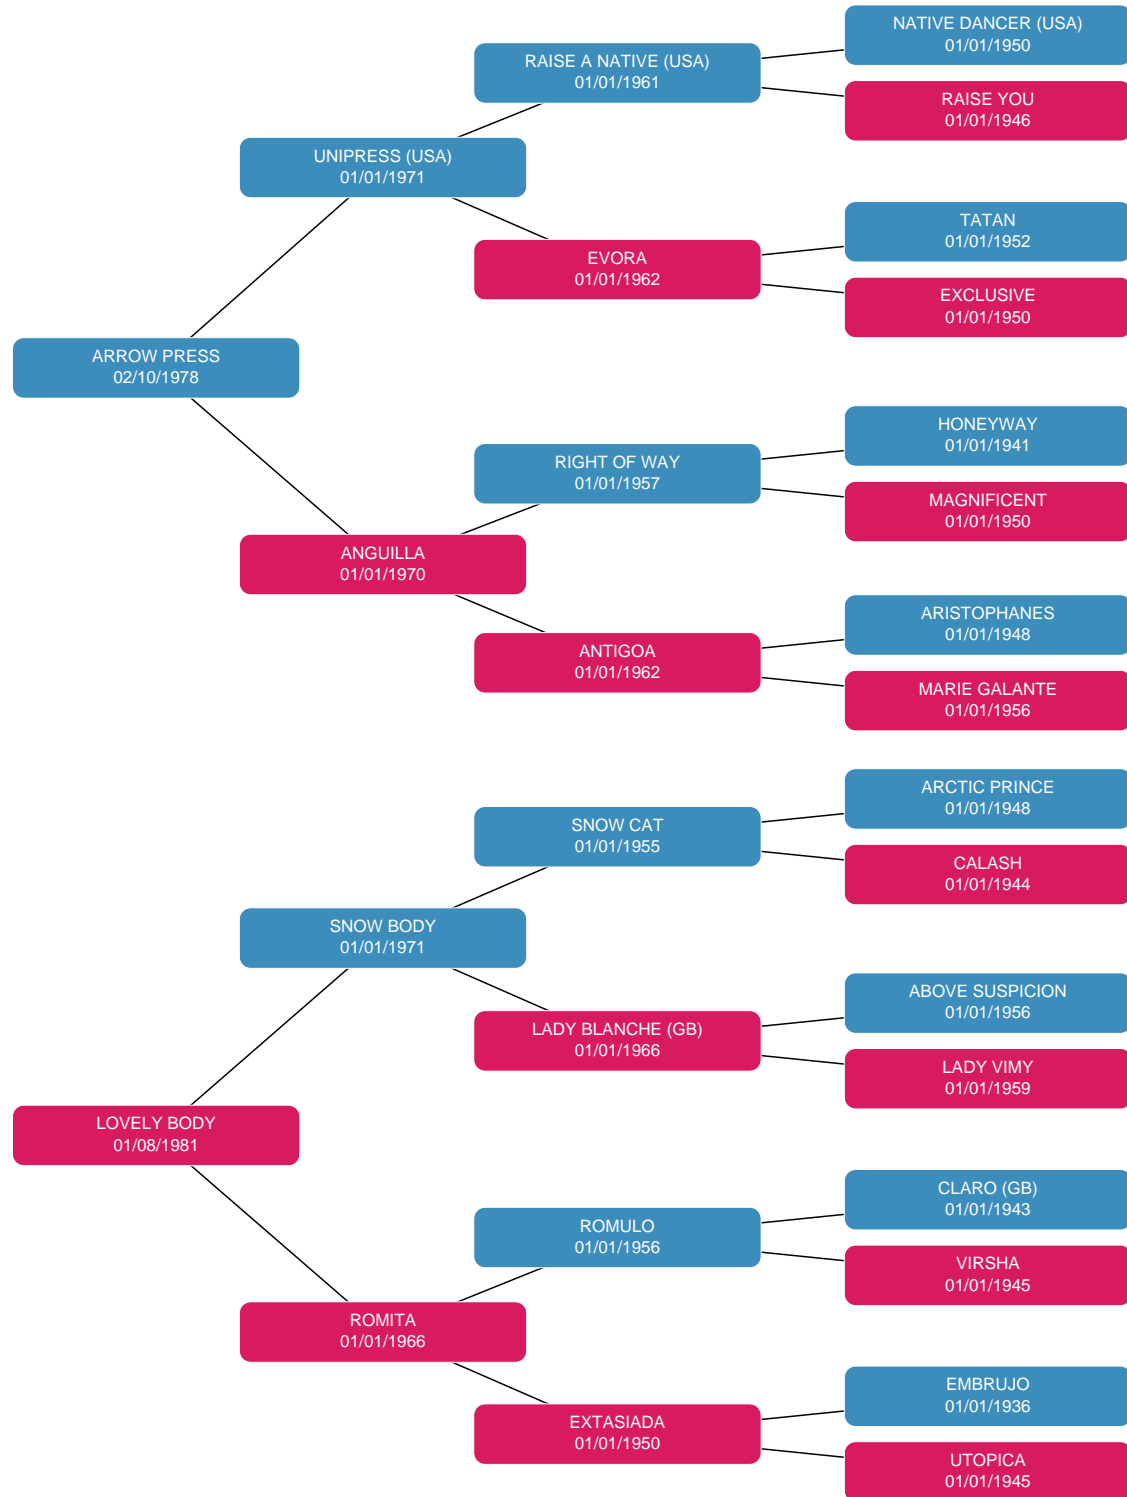 NATIVE DANCER (USA)
01/01/1950
RAISE A NATIVE (USA)
01/01/1961
RAISE YOU
01/01/1946
UNIPRESS (USA)
01/01/1971
TATAN
01/01/1952
EVORA
01/01/1962
EXCLUSIVE
01/01/1950
ARROW PRESS
02/10/1978
HONEYWAY
01/01/1941
RIGHT OF WAY
01/01/1957
MAGNIFICENT
01/01/1950
ANGUILLA
01/01/1970
ARISTOPHANES
01/01/1948
ANTIGOA
01/01/1962
MARIE GALANTE
01/01/1956
ARCTIC PRINCE
01/01/1948
SNOW CAT
01/01/1955
CALASH
01/01/1944
SNOW BODY
01/01/1971
ABOVE SUSPICION
01/01/1956
LADY BLANCHE (GB)
01/01/1966
LADY VIMY
01/01/1959
LOVELY BODY
01/08/1981
CLARO (GB)
01/01/1943
ROMULO
01/01/1956
VIRSHA
01/01/1945
ROMITA
01/01/1966
EMBRUJO
01/01/1936
EXTASIADA
01/01/1950
UTOPICA
01/01/1945